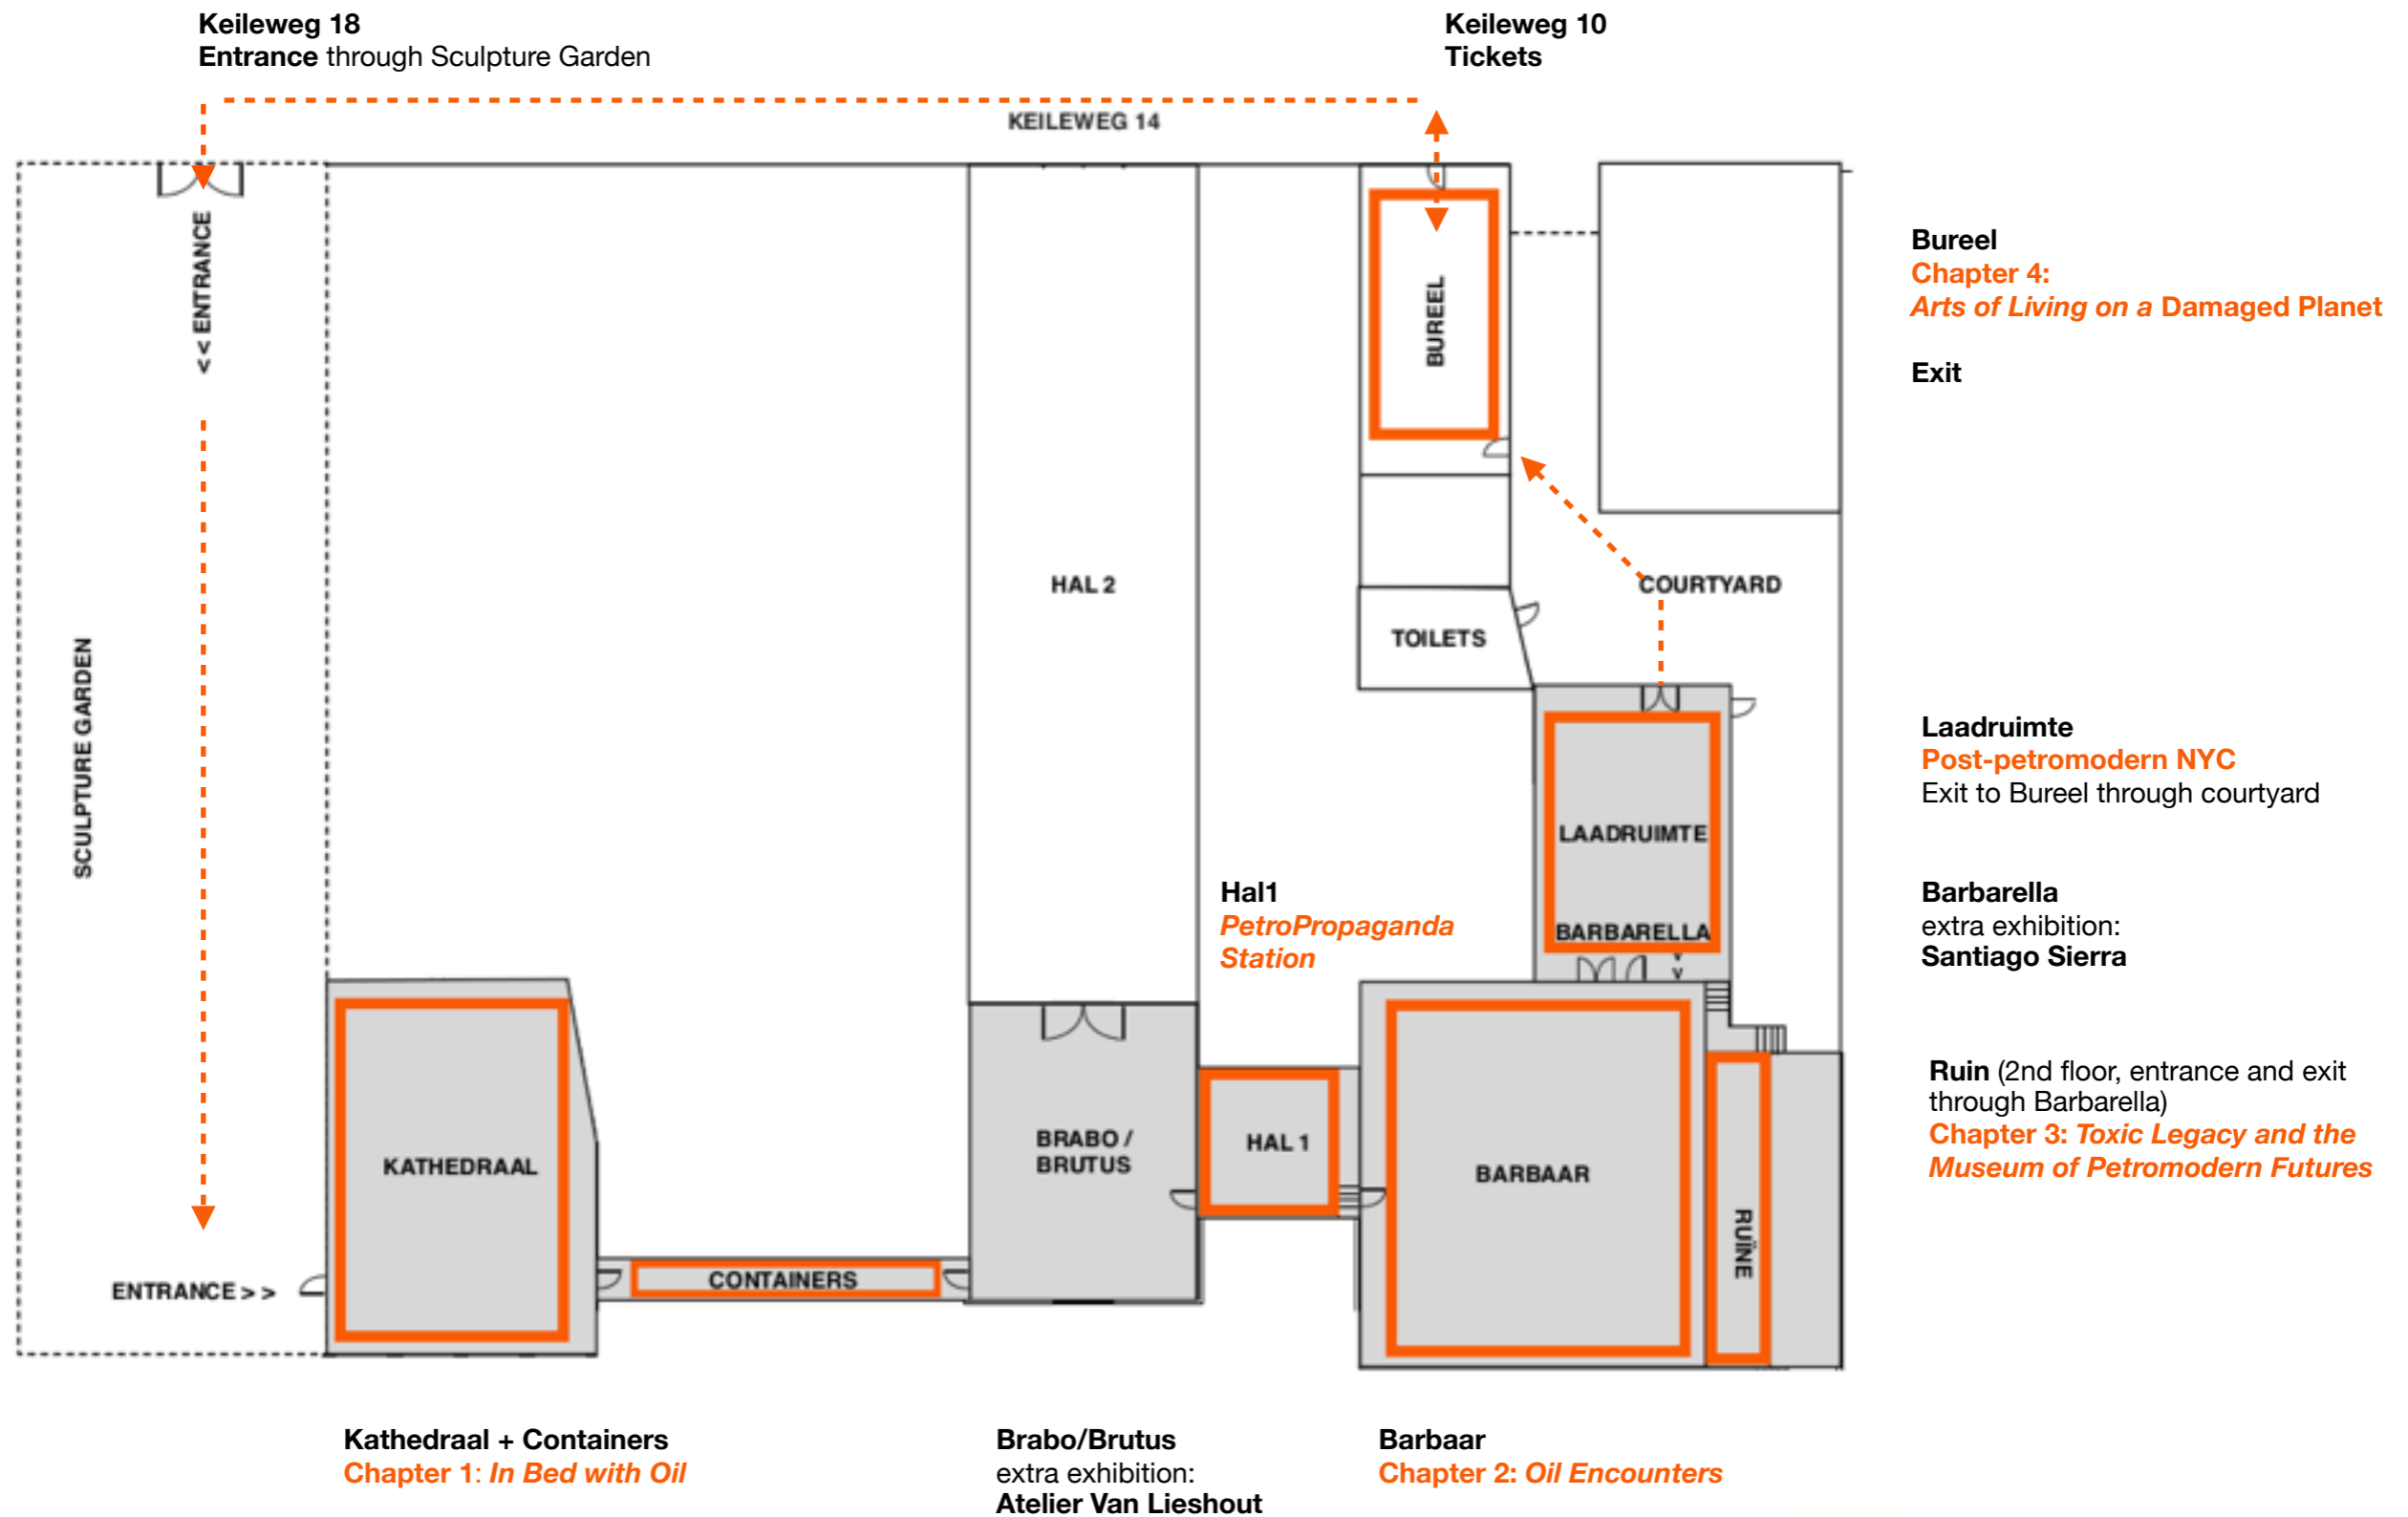 Keileweg 18
Entrance through Sculpture Garden
Keileweg 10
Tickets
KEILEWEG 14
<< ENTRANCE
SCULPTURE GARDEN
ENTRANCE > >
KATHEDRAAL
CONTAINERS
HAL 2
BRABO /
BRUTUS
HAL 1
Hal1
PetroPropaganda
Station
BUREEL
TOILETS
COURTYARD
LAADRUIMTE
BARBARELLA
>>
BARBAAR
RUÏNE
Bureel
Chapter 4:
Arts of Living on a Damaged Planet
Exit
Laadruimte
Post-petromodern NYC
Exit to Bureel through courtyard
Barbarella
extra exhibition:
Santiago Sierra
Ruin (2nd floor, entrance and exit
through Barbarella)
Chapter 3: Toxic Legacy and the
Museum of Petromodern Futures
Kathedraal + Containers
Chapter 1: In Bed with Oil
Brabo/Brutus
extra exhibition:
Atelier Van Lieshout
Barbaar
Chapter 2: Oil Encounters